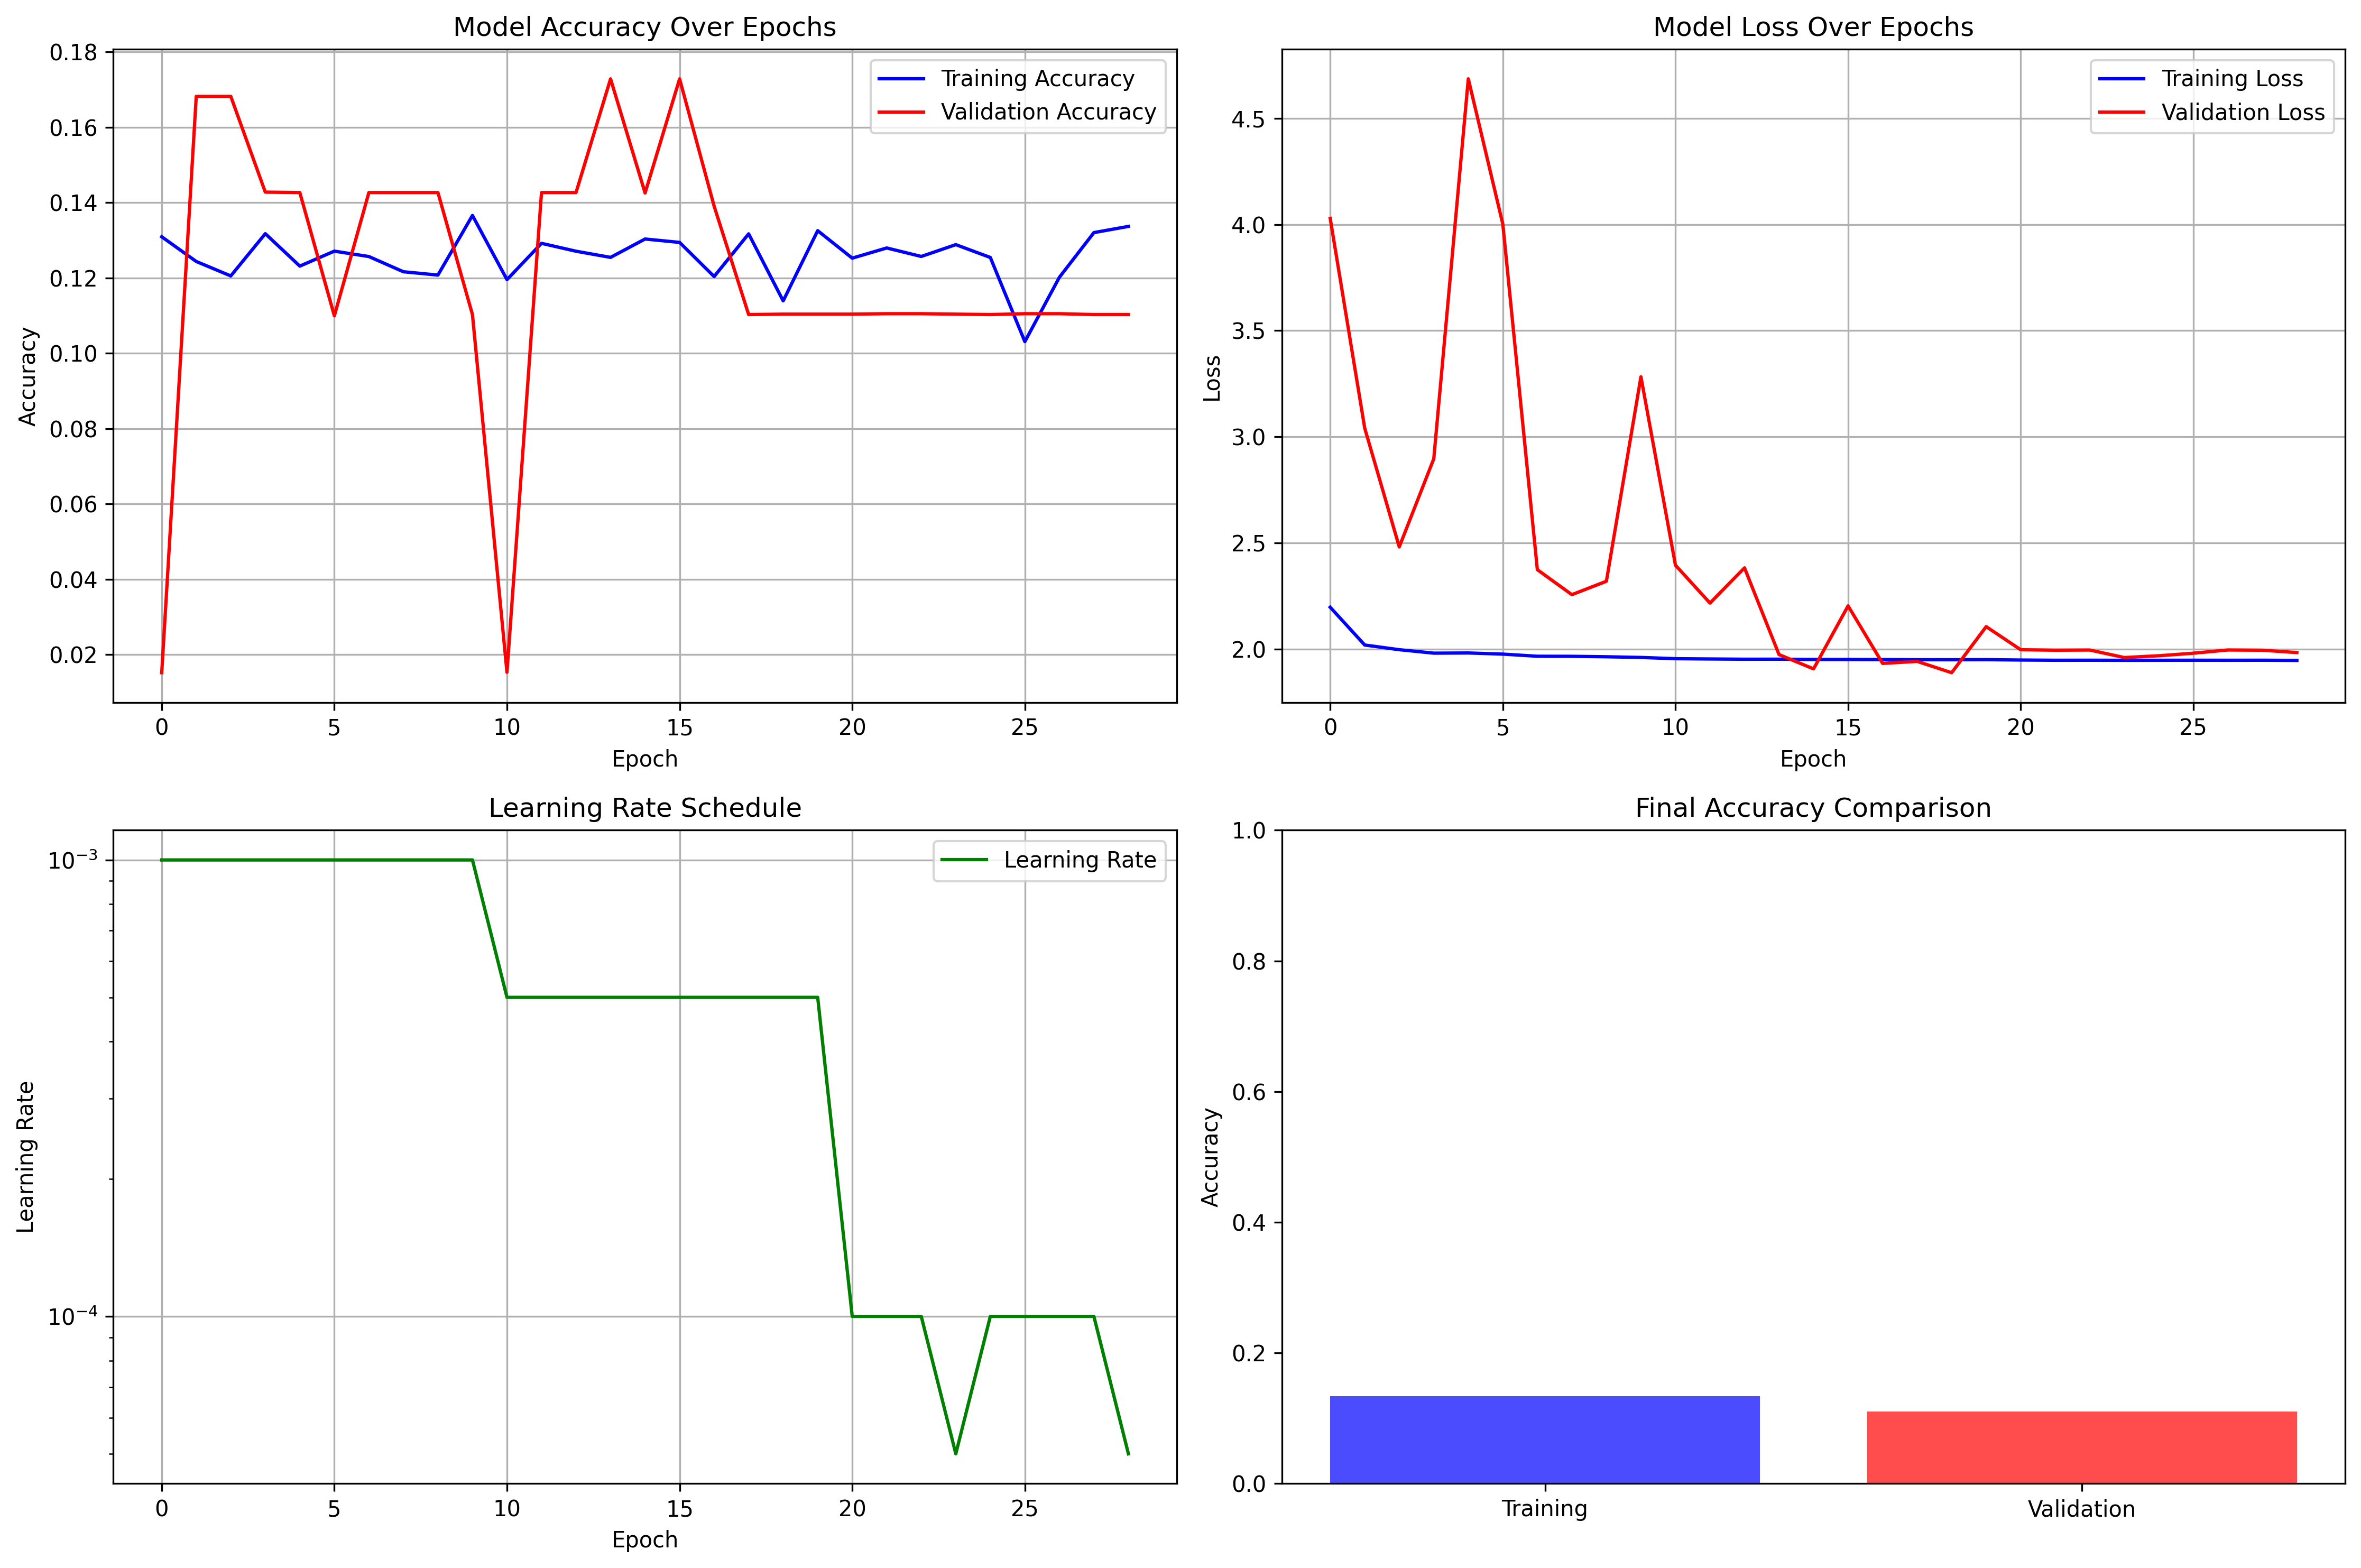 Model Accuracy Over Epochs
Accuracy
0.18
0.16
0.14
0.12
0.10
0.08
0.06
0.04
0.02
Training Accuracy
Validation Accuracy
0 5 10 15 20 25
Epoch
Model Loss Over Epochs
Loss
4.5
4.0
3.5
3.0
2.5
2.0
Training Loss
Validation Loss
0 5 10 15 20 25
Epoch
Learning Rate Schedule
Learning Rate
10⁻³
10⁻⁴
Learning Rate
0 5 10 15 20 25
Epoch
Final Accuracy Comparison
Accuracy
1.0
0.8
0.6
0.4
0.2
0.0
Training Validation